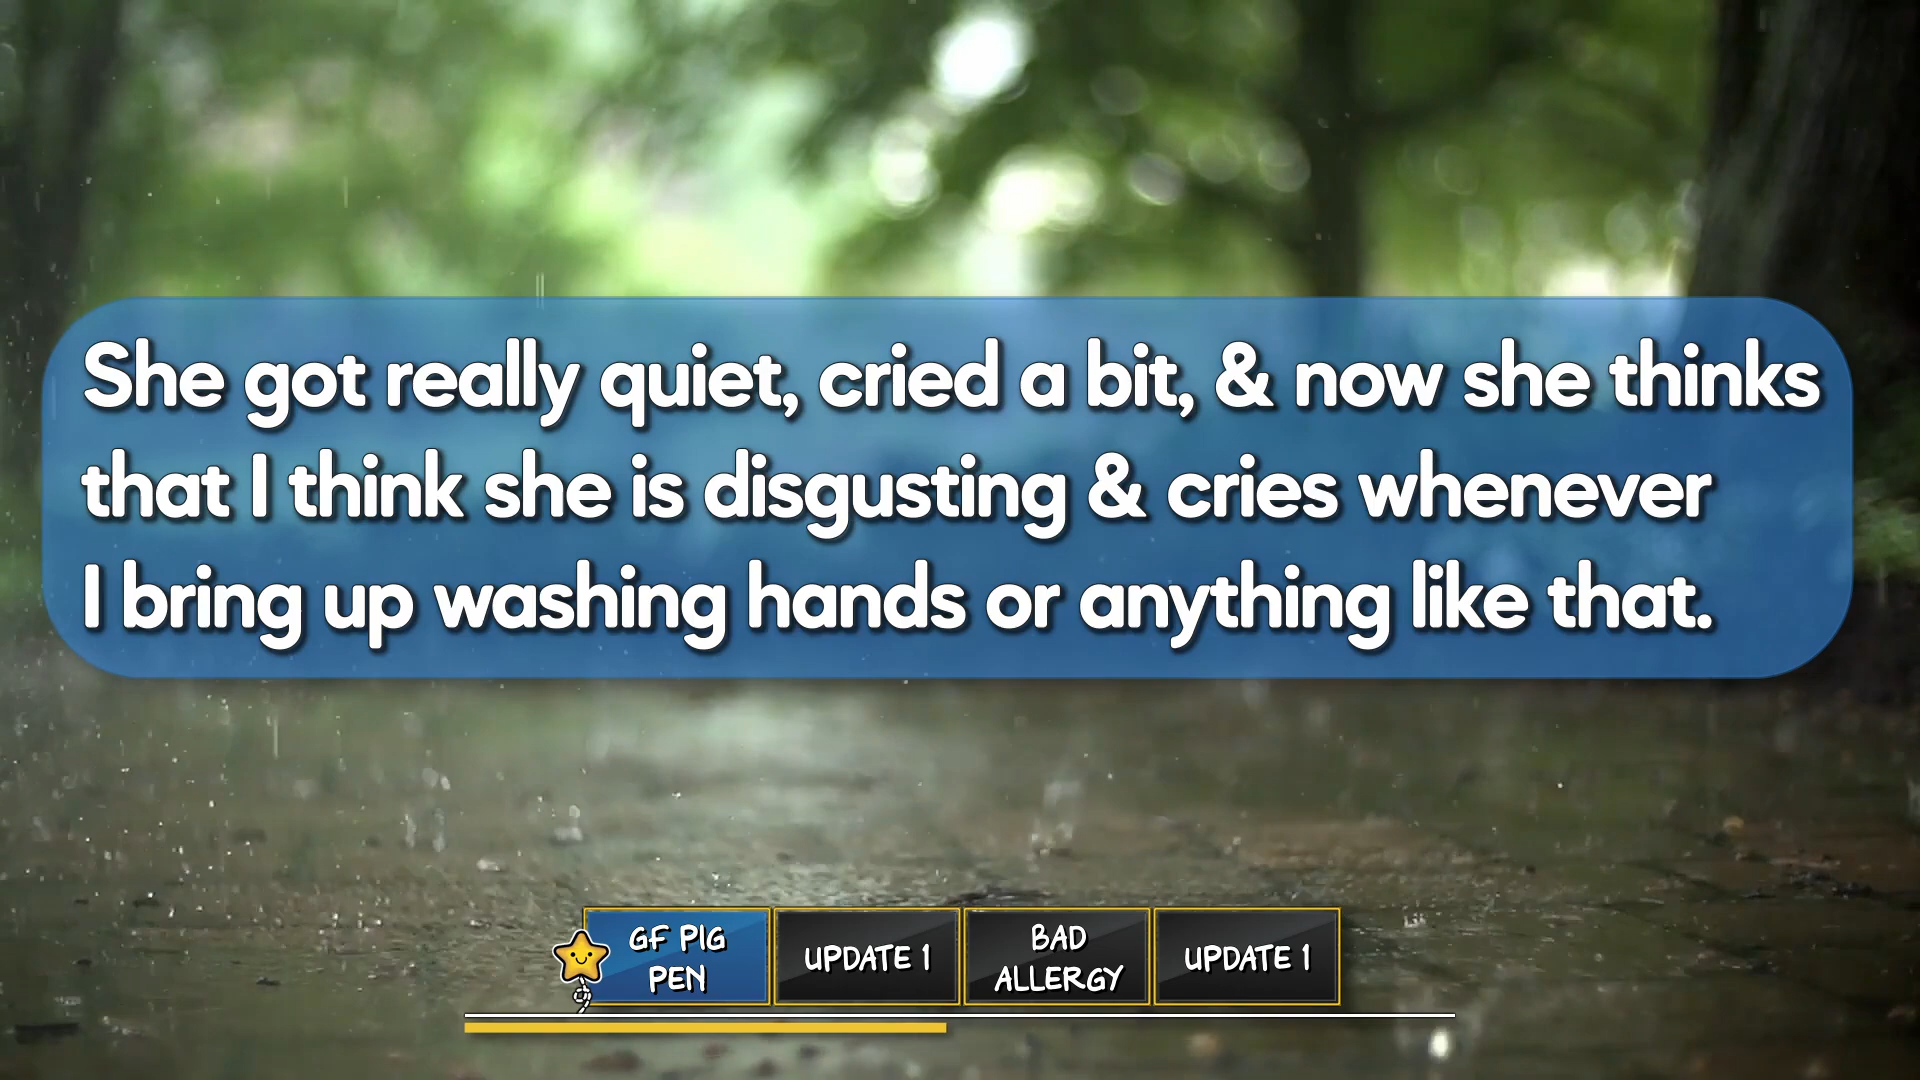 She got really quiet, cried a bit, & now she thinks
that I think she is disgusting & cries whenever
I bring up washing hands or anything like that.
GF PIG
PEN
UPDATE 1
BAD
ALLERGY
UPDATE 1